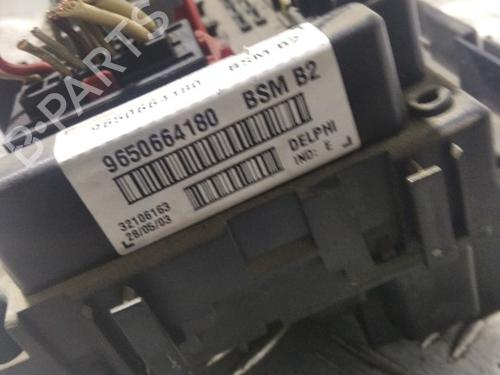 9650664180 BSM B2
9650664180 BSM B2
DELPHI
IND: E
32106163
28/05/03
B-PARTS